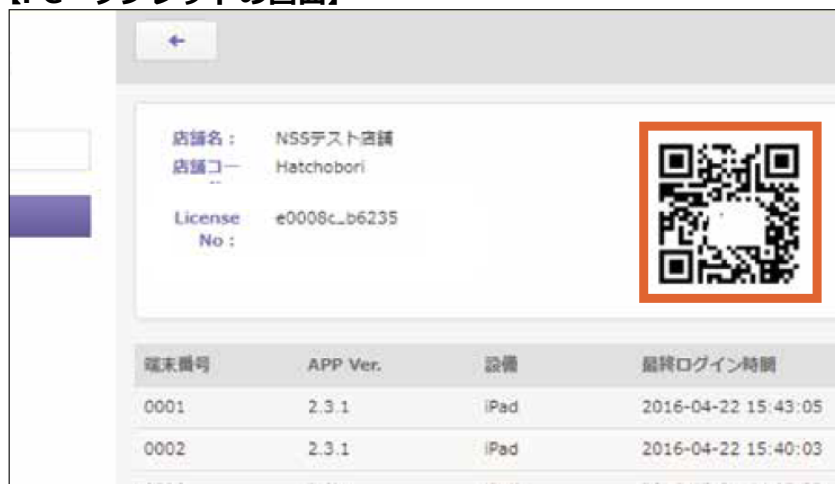 ←
店舗名： NSSテスト店舗
店舗コー Hatchobori
License e0008c_b6235
No：
端末番号 APP Ver. 設備 最終ログイン時間
0001 2.3.1 iPad 2016-04-22 15:43:05
0002 2.3.1 iPad 2016-04-22 15:40:03